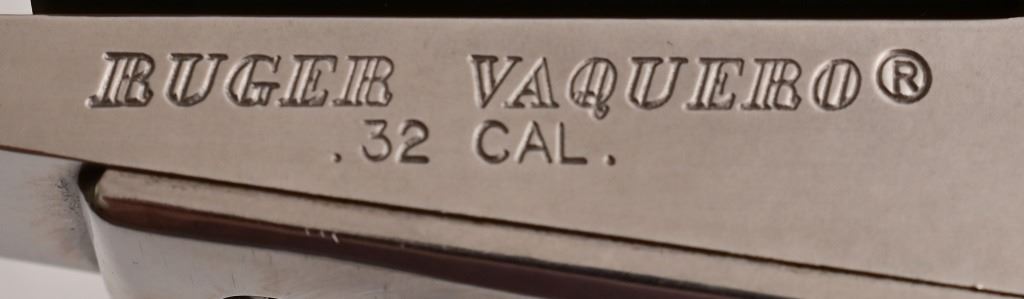 RUGER VAQUERO®
.32 CAL.